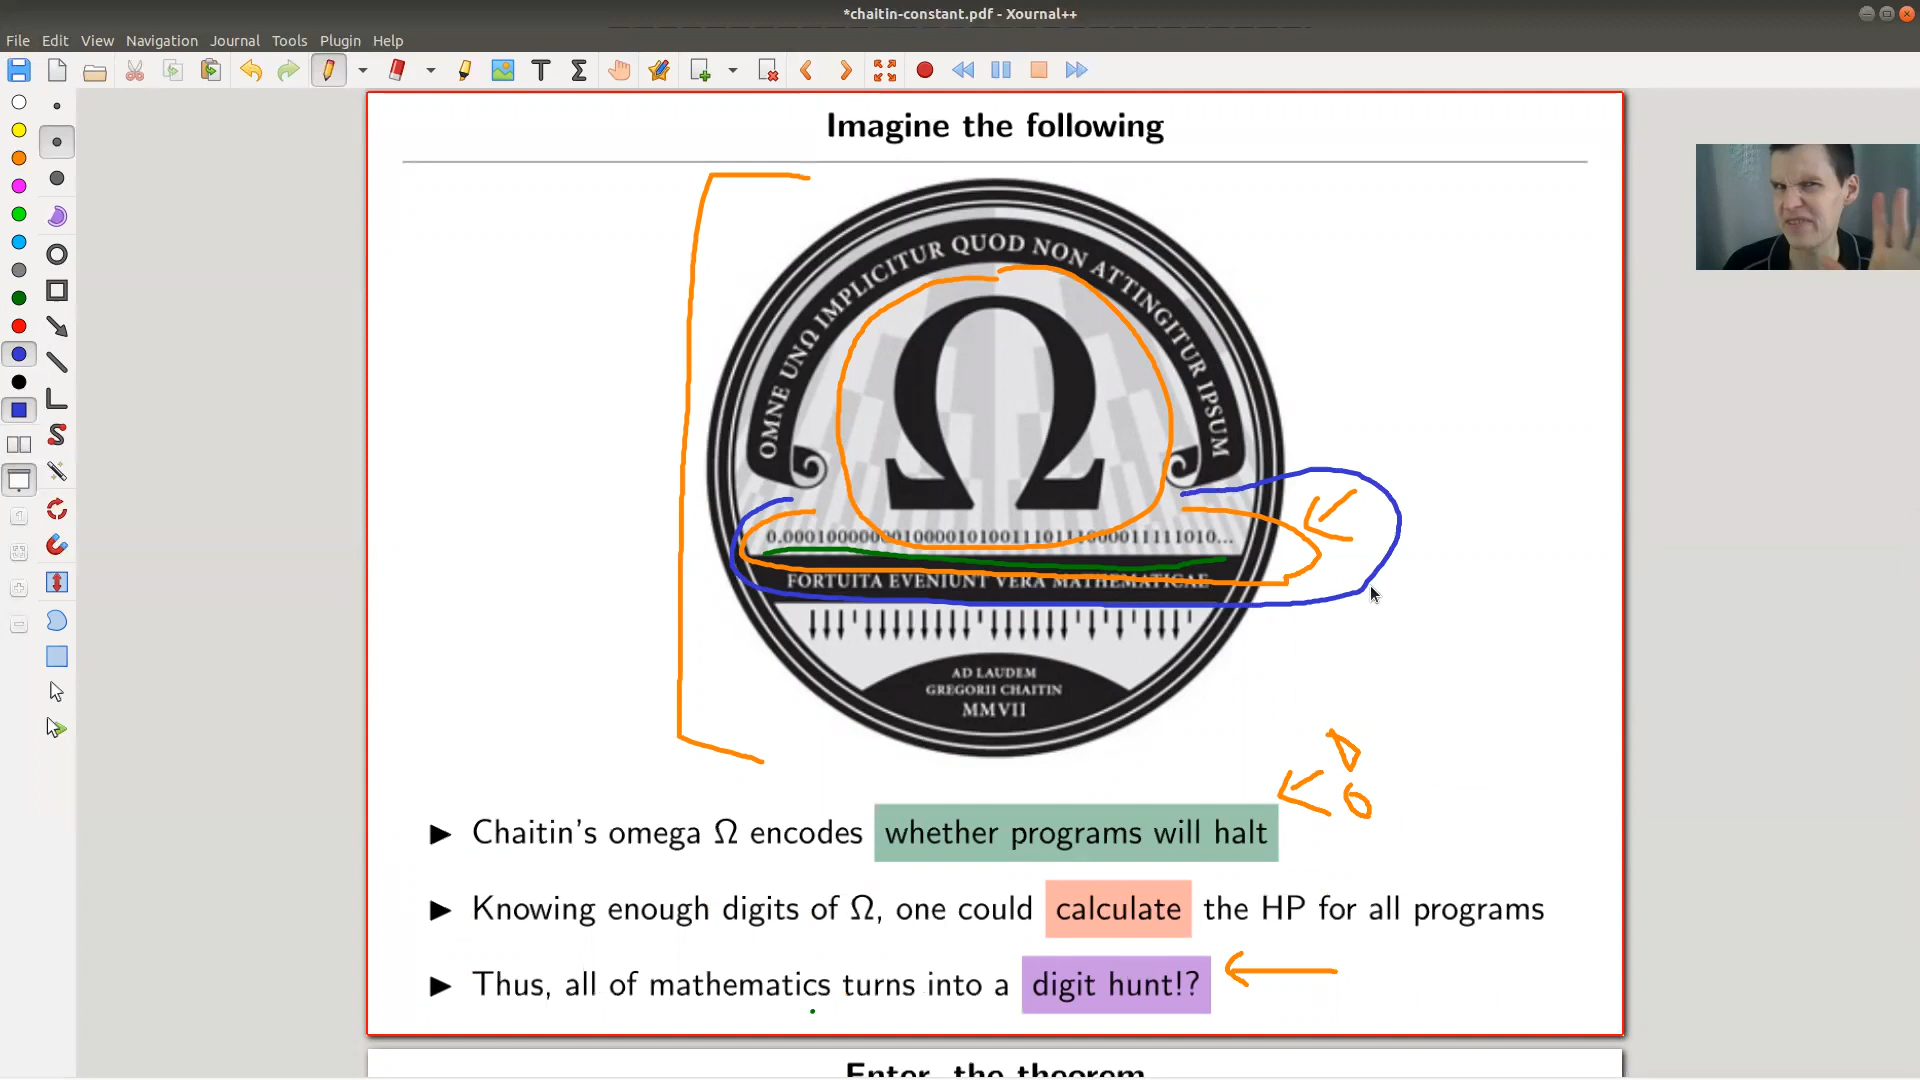 *chaitin-constant.pdf - Xournal++
File Edit View Navigation Journal Tools Plugin Help
Imagine the following
OMNE UNΩ IMPLICITUR QUOD NON ATTINGITUR IPSUM
Ω
0.00010000001000010100111011100001111101010...
FORTUITA EVENIUNT VERA MATHEMATICAE
AD LAUDEM
GREGORII CHAITIN
MMVII
▶ Chaitin's omega Ω encodes whether programs will halt
▶ Knowing enough digits of Ω, one could calculate the HP for all programs
▶ Thus, all of mathematics turns into a digit hunt!?
Enter, the theorem